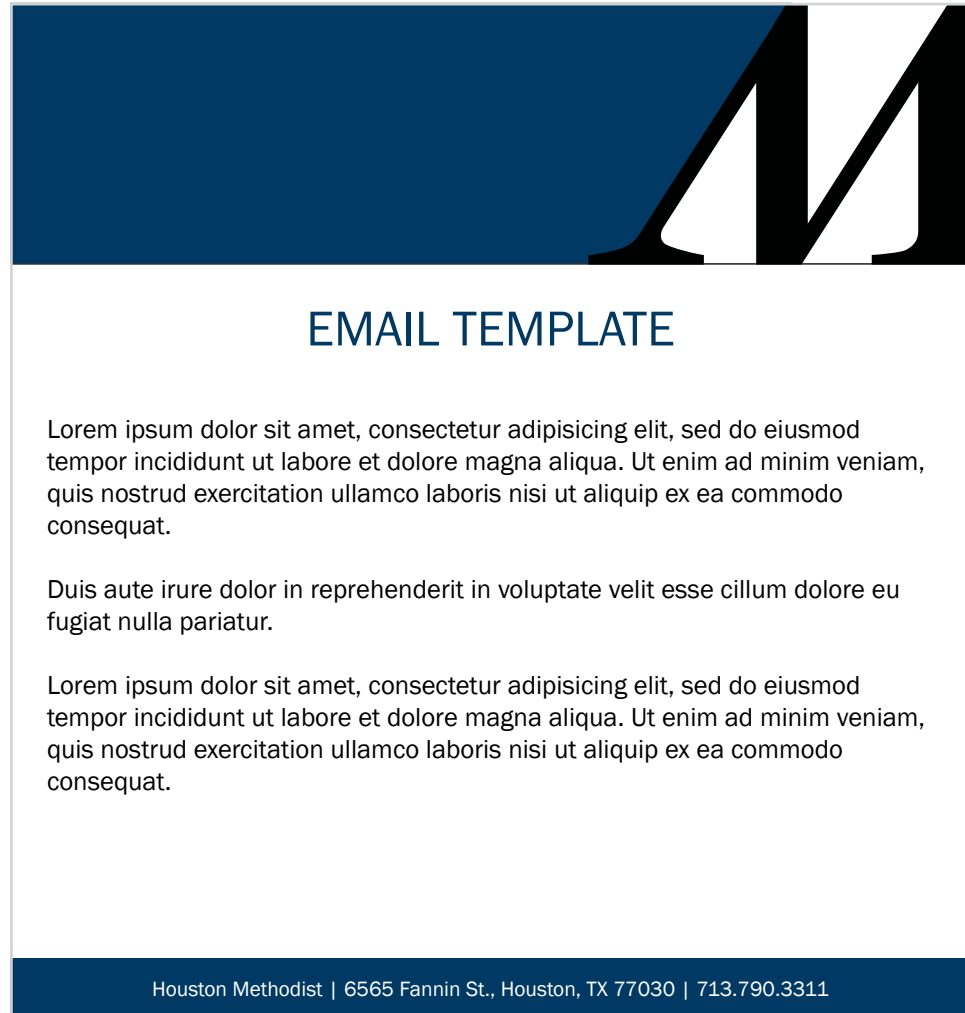 M
EMAIL TEMPLATE
Lorem ipsum dolor sit amet, consectetur adipisicing elit, sed do eiusmod
tempor incididunt ut labore et dolore magna aliqua. Ut enim ad minim veniam,
quis nostrud exercitation ullamco laboris nisi ut aliquip ex ea commodo
consequat.
Duis aute irure dolor in reprehenderit in voluptate velit esse cillum dolore eu
fugiat nulla pariatur.
Lorem ipsum dolor sit amet, consectetur adipisicing elit, sed do eiusmod
tempor incididunt ut labore et dolore magna aliqua. Ut enim ad minim veniam,
quis nostrud exercitation ullamco laboris nisi ut aliquip ex ea commodo
consequat.
Houston Methodist | 6565 Fannin St., Houston, TX 77030 | 713.790.3311